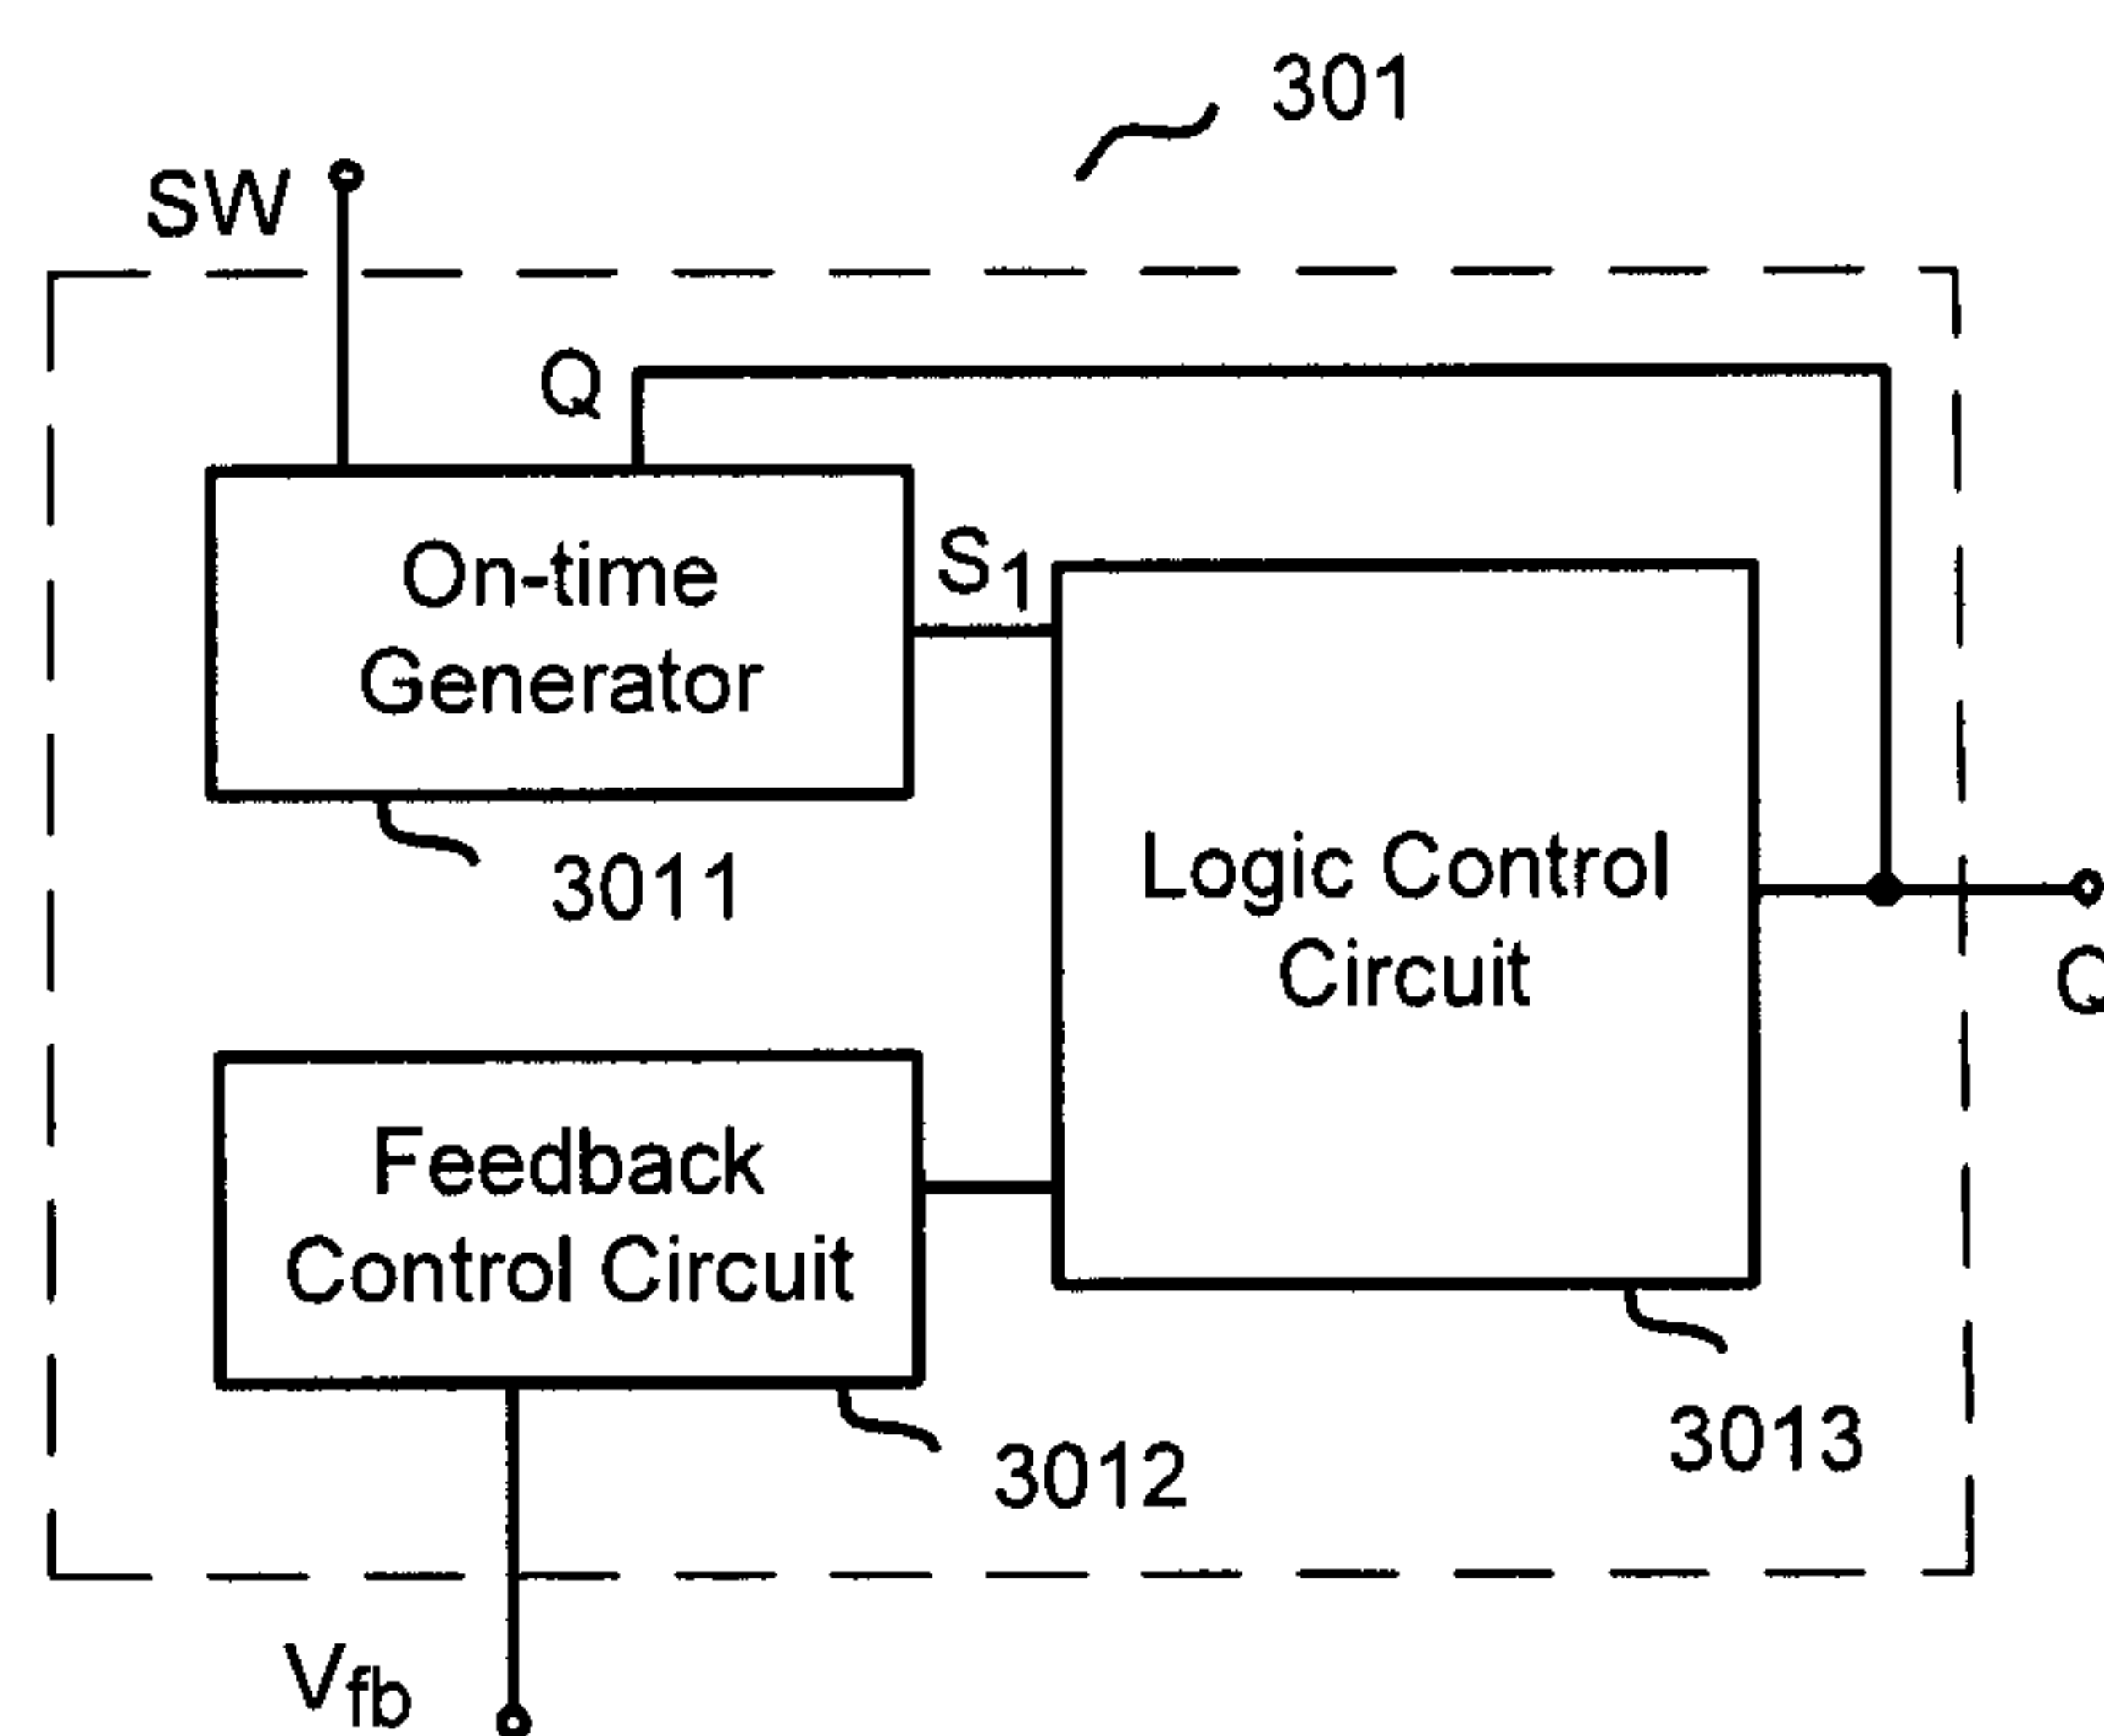 301
SW
Q
On-time
Generator
S1
3011
Logic Control
Circuit
Q
Feedback
Control Circuit
3012
3013
Vfb